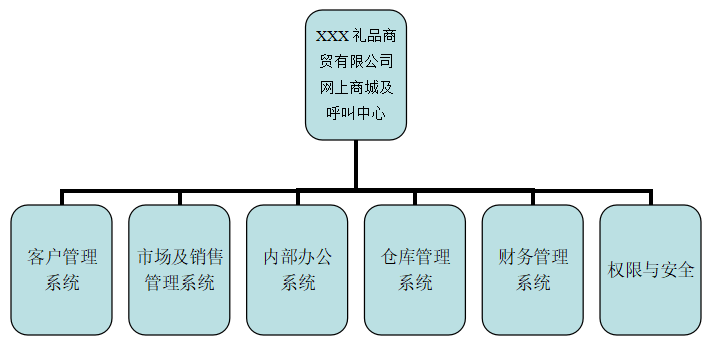 XXX 礼品商
贸有限公司
网上商城及
呼叫中心
客户管理
系统
市场及销售
管理系统
内部办公
系统
仓库管理
系统
财务管理
系统
权限与安全